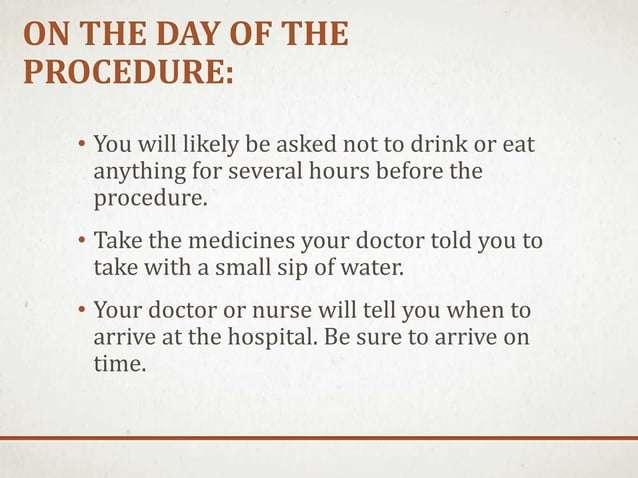 ON THE DAY OF THE
PROCEDURE:
• You will likely be asked not to drink or eat
anything for several hours before the
procedure.
• Take the medicines your doctor told you to
take with a small sip of water.
• Your doctor or nurse will tell you when to
arrive at the hospital. Be sure to arrive on
time.